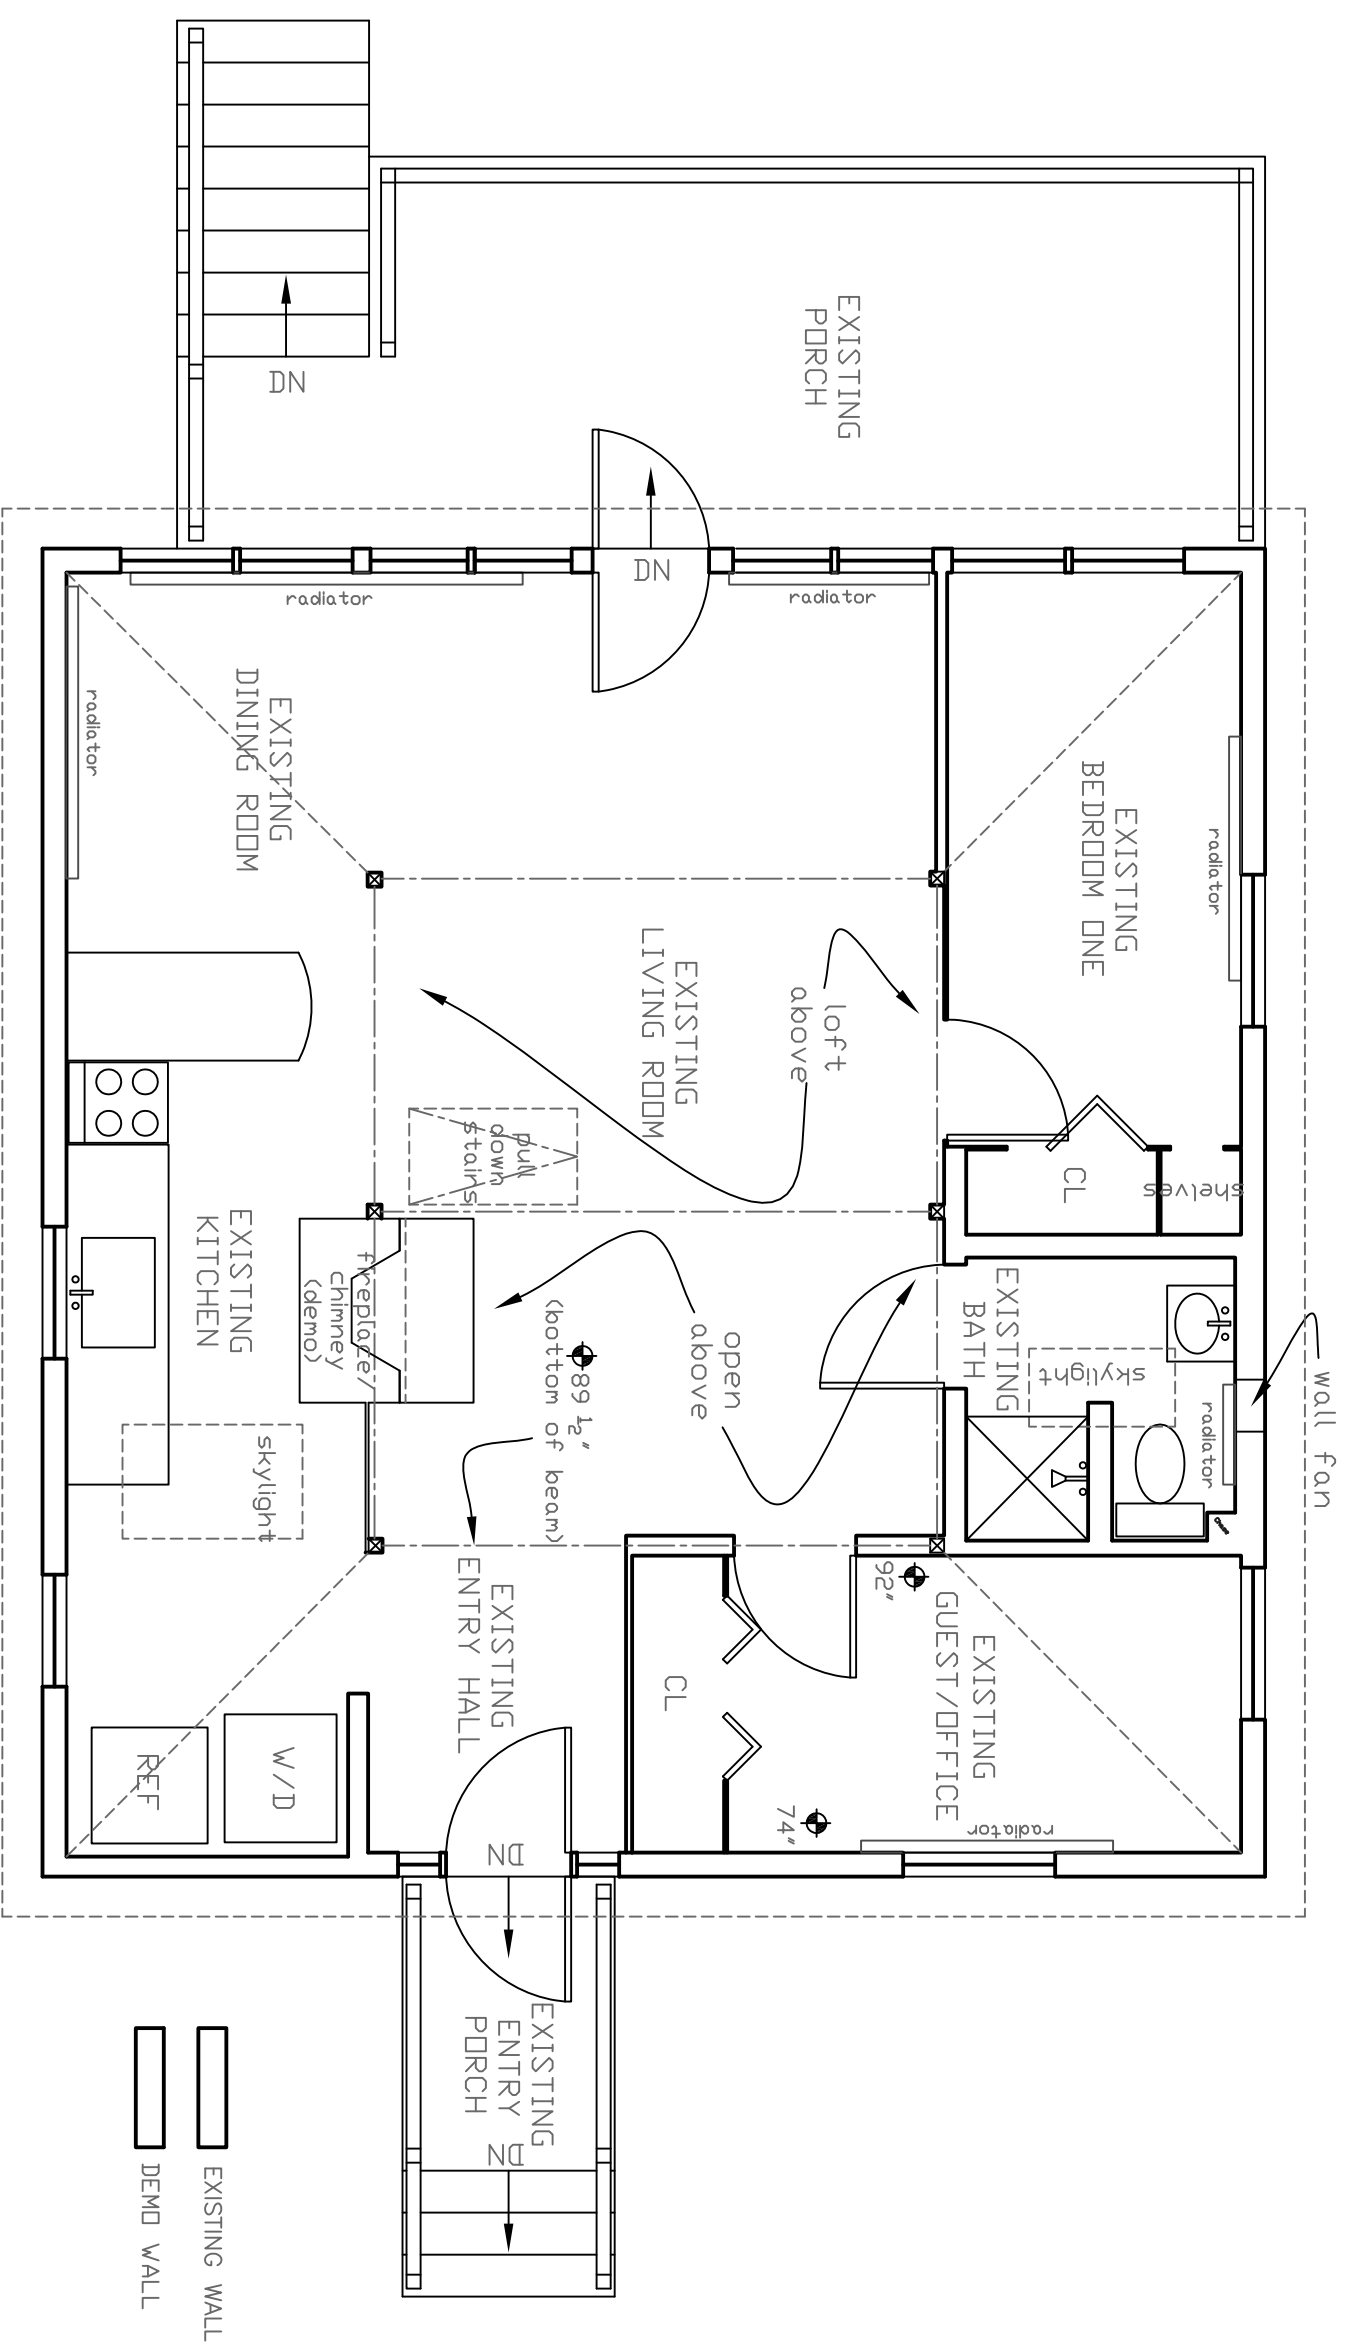 EXISTING
PORCH
DN
DN
radiator
radiator
radiator
radiator
EXISTING
DINING ROOM
EXISTING
BEDROOM ONE
EXISTING
LIVING ROOM
loft
above
pull
down
stairs
CL
shelves
EXISTING
KITCHEN
fireplace/
chimney
(demo)
89 ½"
(bottom of beam)
open
above
EXISTING
BATH
skylight
radiator
wall fan
skylight
EXISTING
ENTRY HALL
CL
92"
EXISTING
GUEST/OFFICE
74"
radiator
REF
W/D
DN
EXISTING
ENTRY
PORCH
DN
EXISTING WALL
DEMO WALL